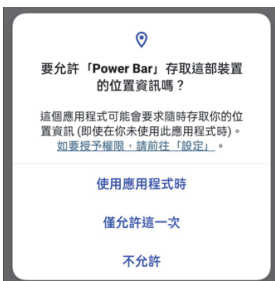 要允許「Power Bar」存取這部裝置
的位置資訊嗎？
這個應用程式可能會要求隨時存取你的位
置資訊 (即使在你未使用此應用程式時)。
如要授予權限，請前往「設定」。
使用應用程式時
僅允許這一次
不允許